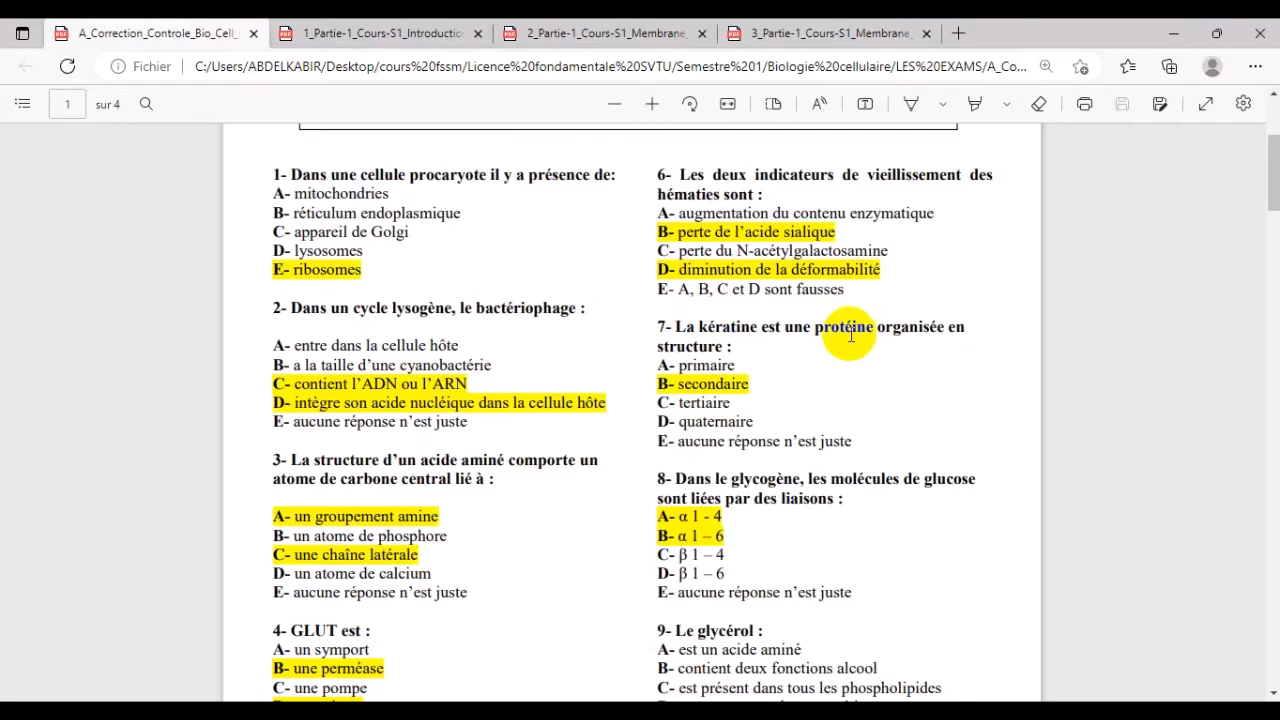 A_Correction_Controle_Bio_Cell_
1_Partie-1_Cours-S1_Introductio
2_Partie-1_Cours-S1_Membrane_
3_Partie-1_Cours-S1_Membrane_
Fichier
C:/Users/ABDELKABIR/Desktop/cours%20fssm/Licence%20fondamentale%20SVTU/Semestre%201/Biologie%20cellulaire/LES%20EXAMS/A_Co...
1 sur 4
1- Dans une cellule procaryote il y a présence de:
A- mitochondries
B- réticulum endoplasmique
C- appareil de Golgi
D- lysosomes
E- ribosomes
2- Dans un cycle lysogène, le bactériophage :
A- entre dans la cellule hôte
B- a la taille d’une cyanobactérie
C- contient l’ADN ou l’ARN
D- intègre son acide nucléique dans la cellule hôte
E- aucune réponse n’est juste
3- La structure d’un acide aminé comporte un
atome de carbone central lié à :
A- un groupement amine
B- un atome de phosphore
C- une chaîne latérale
D- un atome de calcium
E- aucune réponse n’est juste
4- GLUT est :
A- un symport
B- une perméase
C- une pompe
6- Les deux indicateurs de vieillissement des
hématies sont :
A- augmentation du contenu enzymatique
B- perte de l’acide sialique
C- perte du N-acétylgalactosamine
D- diminution de la déformabilité
E- A, B, C et D sont fausses
7- La kératine est une protéine organisée en
structure :
A- primaire
B- secondaire
C- tertiaire
D- quaternaire
E- aucune réponse n’est juste
8- Dans le glycogène, les molécules de glucose
sont liées par des liaisons :
A- α 1 - 4
B- α 1 – 6
C- β 1 – 4
D- β 1 – 6
E- aucune réponse n’est juste
9- Le glycérol :
A- est un acide aminé
B- contient deux fonctions alcool
C- est présent dans tous les phospholipides